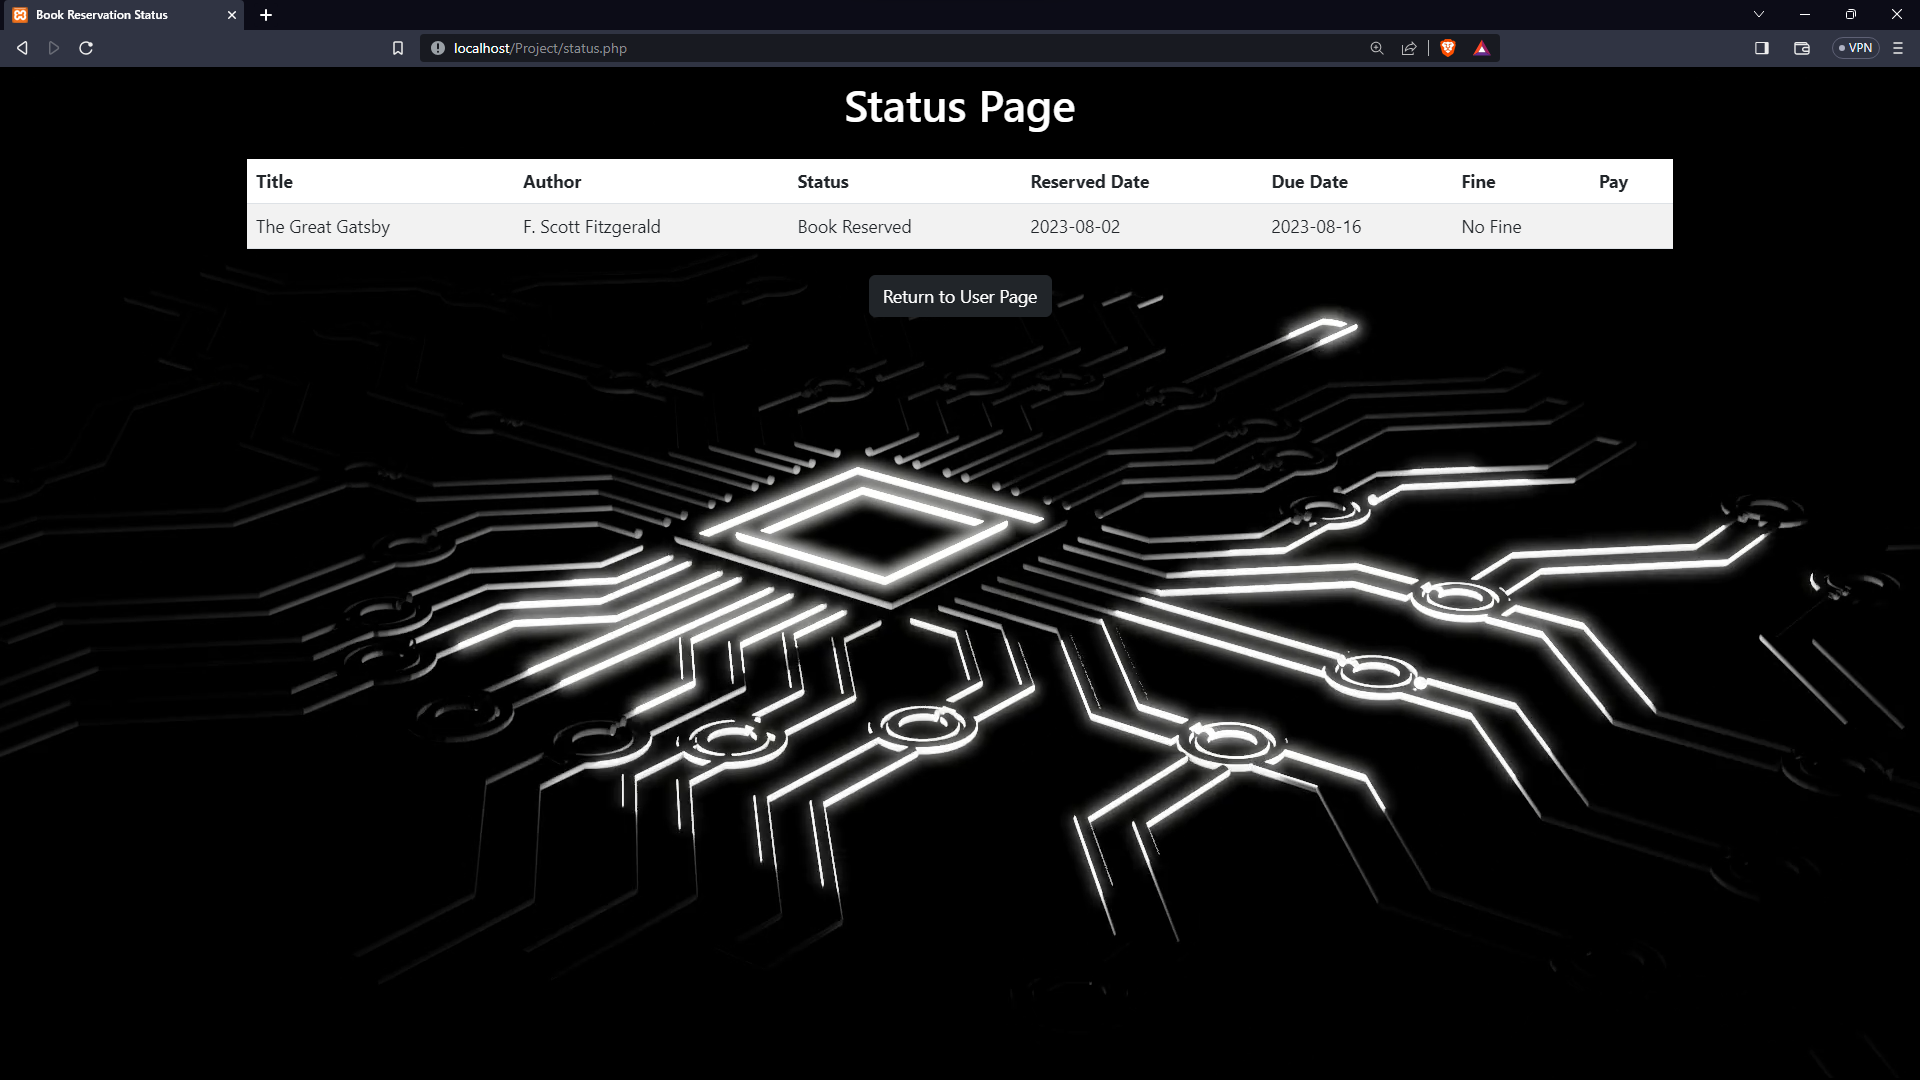 Book Reservation Status
localhost/Project/status.php
VPN
Status Page
Title Author Status Reserved Date Due Date Fine Pay
The Great Gatsby F. Scott Fitzgerald Book Reserved 2023-08-02 2023-08-16 No Fine
Return to User Page